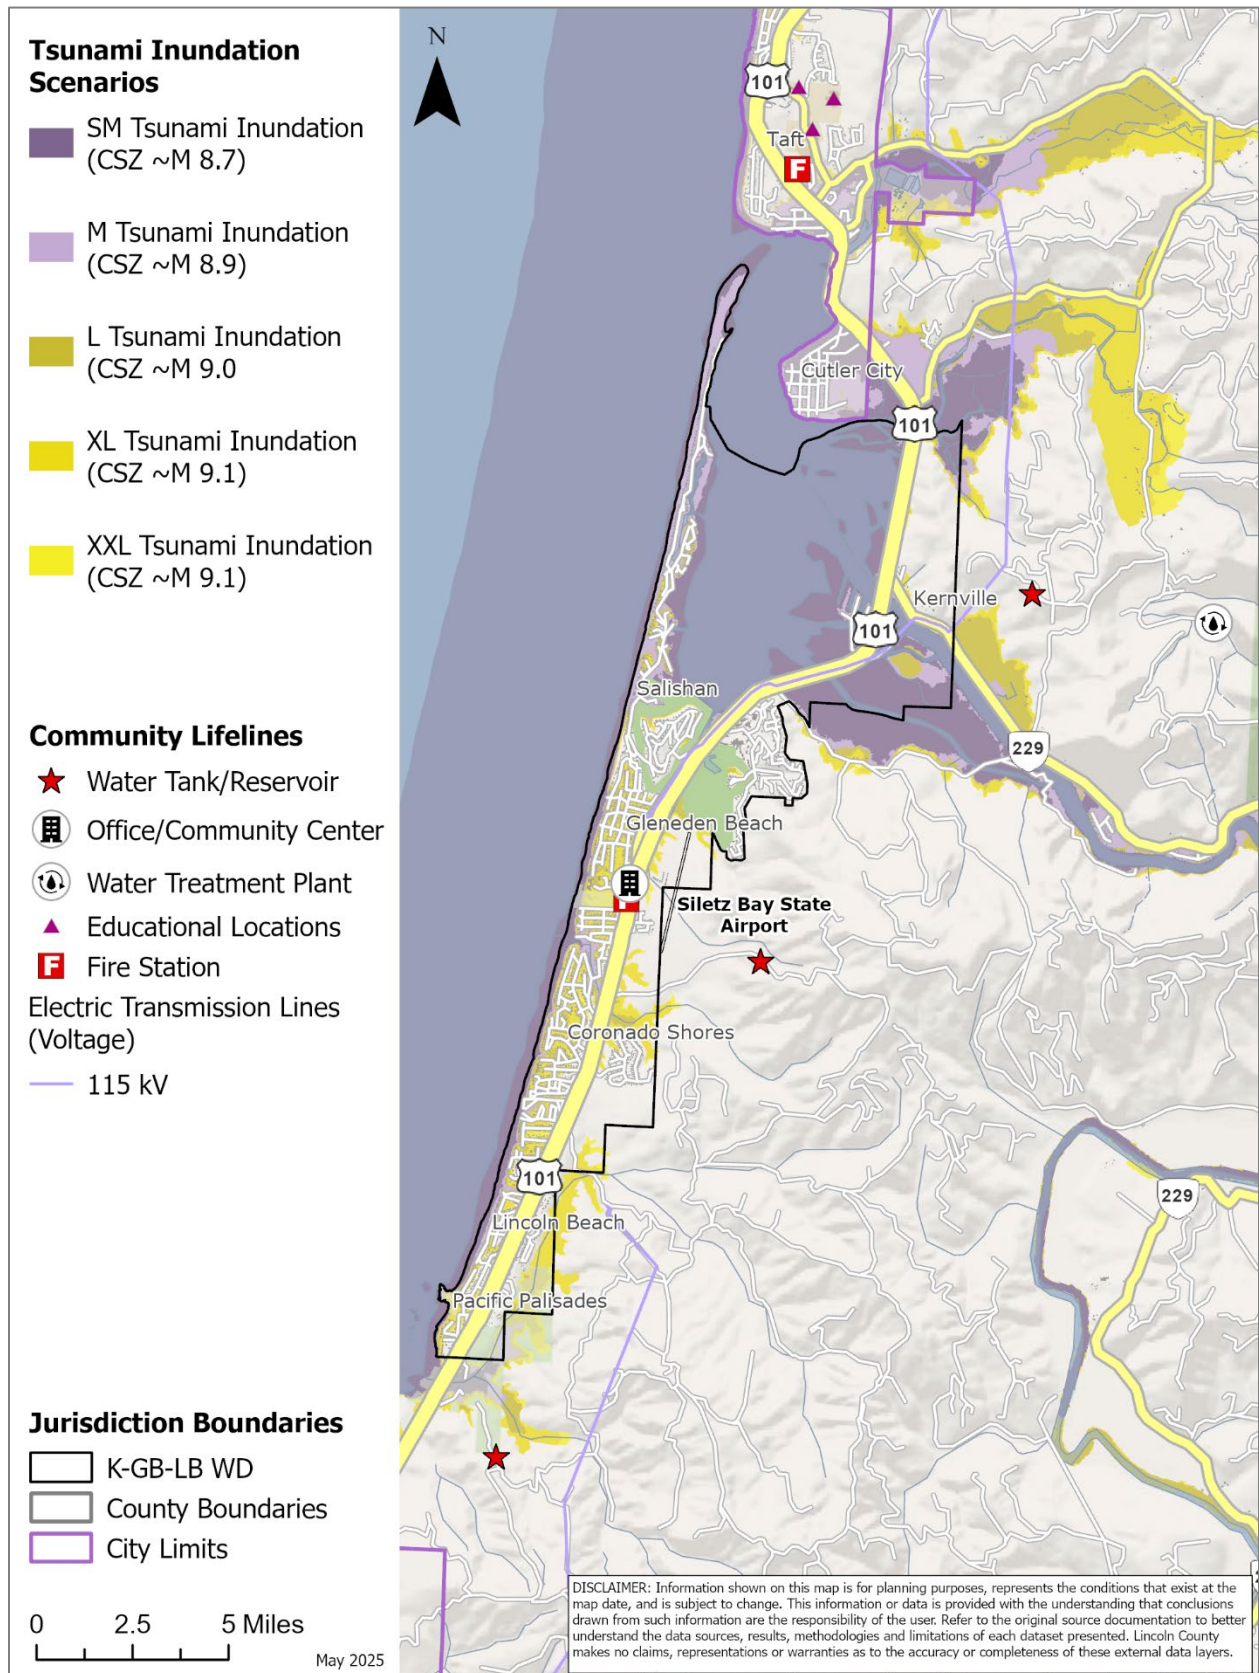 Tsunami Inundation
Scenarios
SM Tsunami Inundation
(CSZ ~M 8.7)
M Tsunami Inundation
(CSZ ~M 8.9)
L Tsunami Inundation
(CSZ ~M 9.0
XL Tsunami Inundation
(CSZ ~M 9.1)
XXL Tsunami Inundation
(CSZ ~M 9.1)
Community Lifelines
Water Tank/Reservoir
Office/Community Center
Water Treatment Plant
Educational Locations
F Fire Station
Electric Transmission Lines
(Voltage)
115 kV
Jurisdiction Boundaries
K-GB-LB WD
County Boundaries
City Limits
0 2.5 5 Miles
May 2025
N
101
Taft
F
Cutler City
101
Kernville
101
Salishan
229
Gleneden Beach
Siletz Bay State
Airport
Coronado Shores
101
229
Lincoln Beach
Pacific Palisades
DISCLAIMER: Information shown on this map is for planning purposes, represents the conditions that exist at the
map date, and is subject to change. This information or data is provided with the understanding that conclusions
drawn from such information are the responsibility of the user. Refer to the original source documentation to better
understand the data sources, results, methodologies and limitations of each dataset presented. Lincoln County
makes no claims, representations or warranties as to the accuracy or completeness of these external data layers.